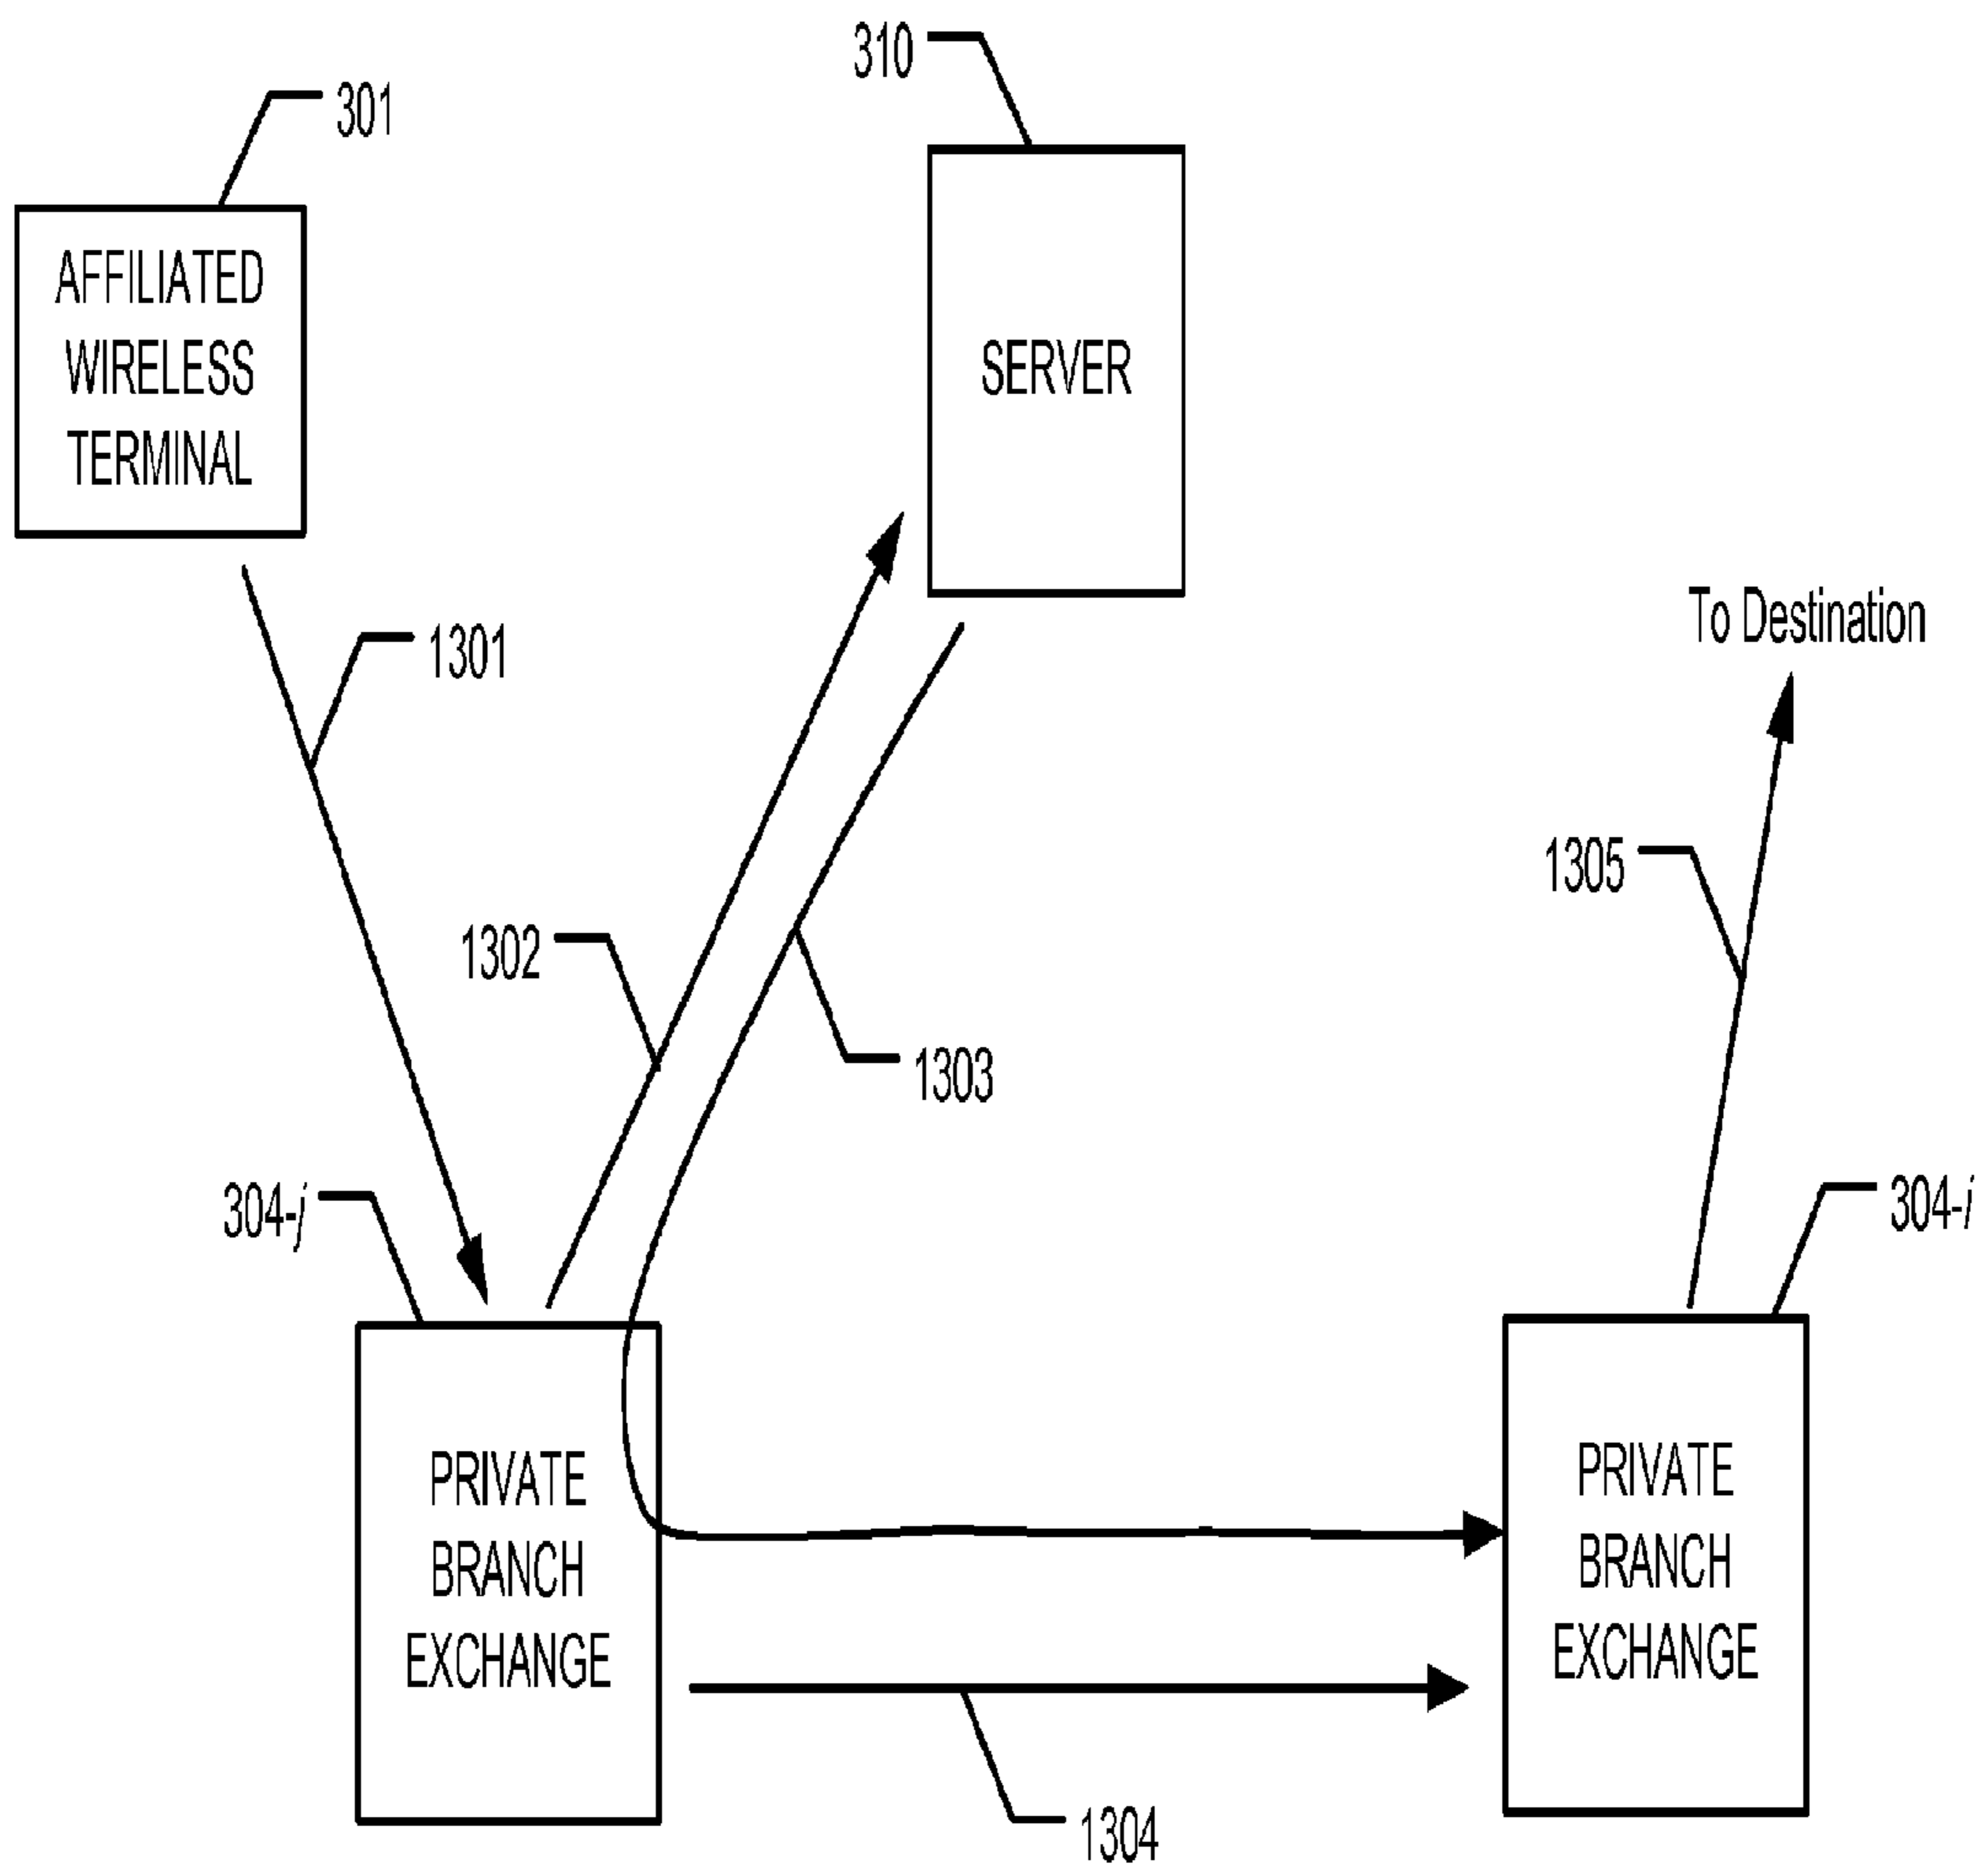 310
301
AFFILIATED
WIRELESS
TERMINAL
SERVER
To Destination
1301
1305
1302
1303
304-j
304-i
PRIVATE
BRANCH
EXCHANGE
PRIVATE
BRANCH
EXCHANGE
1304